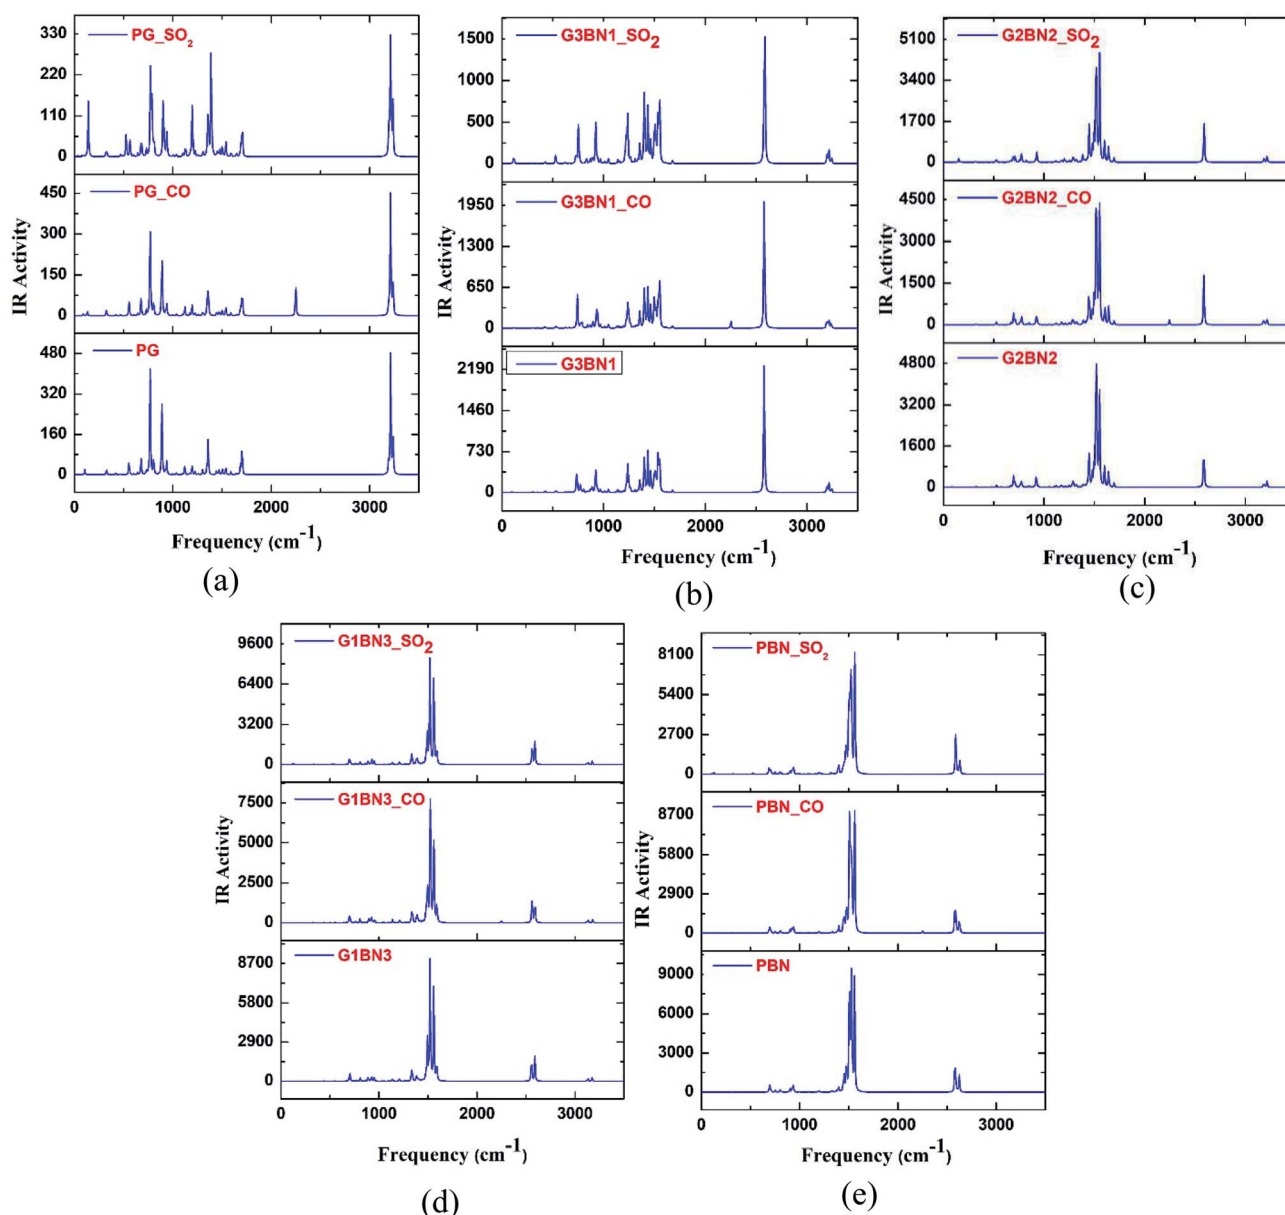 PG_SO2
330
220
110
0
IR Activity
PG_CO
450
300
150
0
PG
480
320
160
0
0 1000 2000 3000
Frequency (cm-1)
(a)
G3BN1_SO2
1500
1000
500
0
IR Activity
G3BN1_CO
1950
1300
650
0
G3BN1
2190
1460
730
0
0 1000 2000 3000
Frequency (cm-1)
(b)
G2BN2_SO2
5100
3400
1700
0
IR Activity
G2BN2_CO
4500
3000
1500
0
G2BN2
4800
3200
1600
0
0 1000 2000 3000
Frequency (cm-1)
(c)
G1BN3_SO2
9600
6400
3200
0
IR Activity
G1BN3_CO
7500
5000
2500
0
G1BN3
8700
5800
2900
0
0 1000 2000 3000
Frequency (cm-1)
(d)
PBN_SO2
8100
5400
2700
0
IR Activity
PBN_CO
8700
5800
2900
0
PBN
9000
6000
3000
0
0 1000 2000 3000
Frequency (cm-1)
(e)